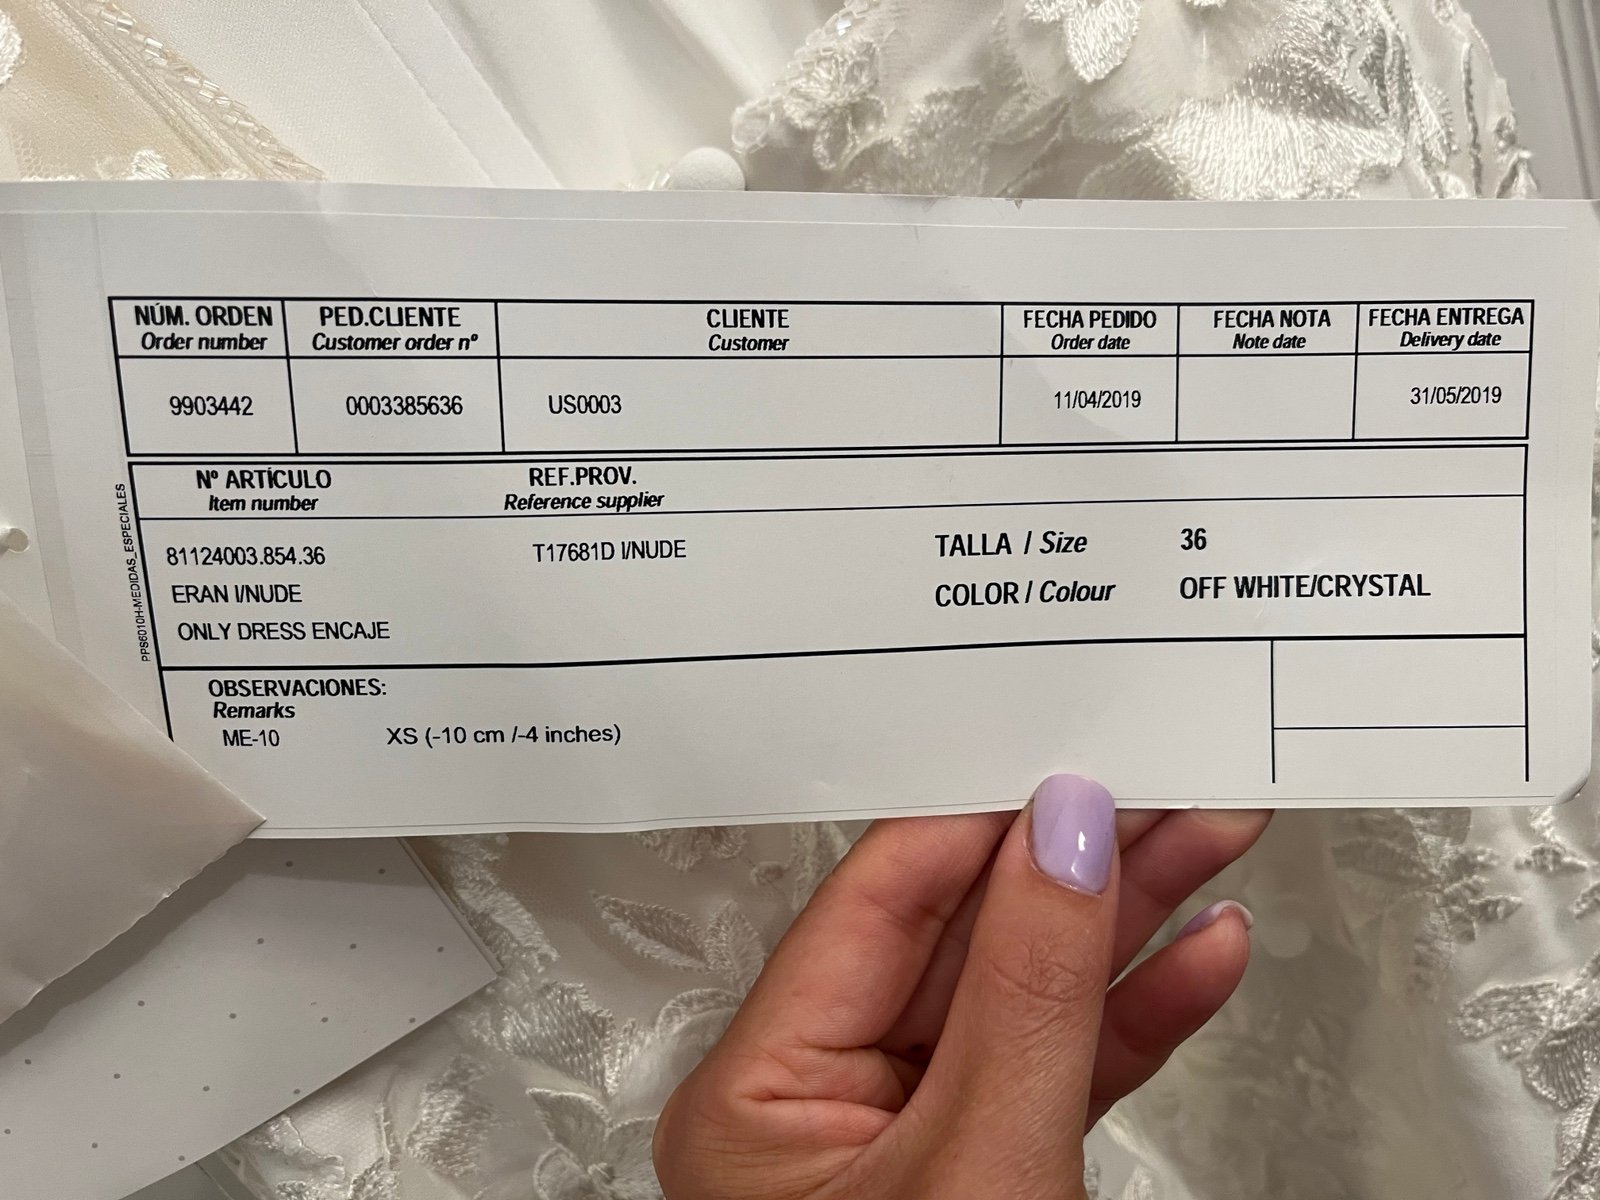 NÚM. ORDEN PED.CLIENTE CLIENTE FECHA PEDIDO FECHA NOTA FECHA ENTREGA
Order number Customer order nº Customer Order date Note date Delivery date
9903442 0003385636 US0003 11/04/2019 31/05/2019
Nº ARTÍCULO REF.PROV.
Item number Reference supplier
81124003.854.36 T17681D I/NUDE TALLA / Size 36
ERAN I/NUDE COLOR / Colour OFF WHITE/CRYSTAL
ONLY DRESS ENCAJE
OBSERVACIONES:
Remarks
ME-10 XS (-10 cm /-4 inches)
PPS6010H-MEDIDAS_ESPECIALES